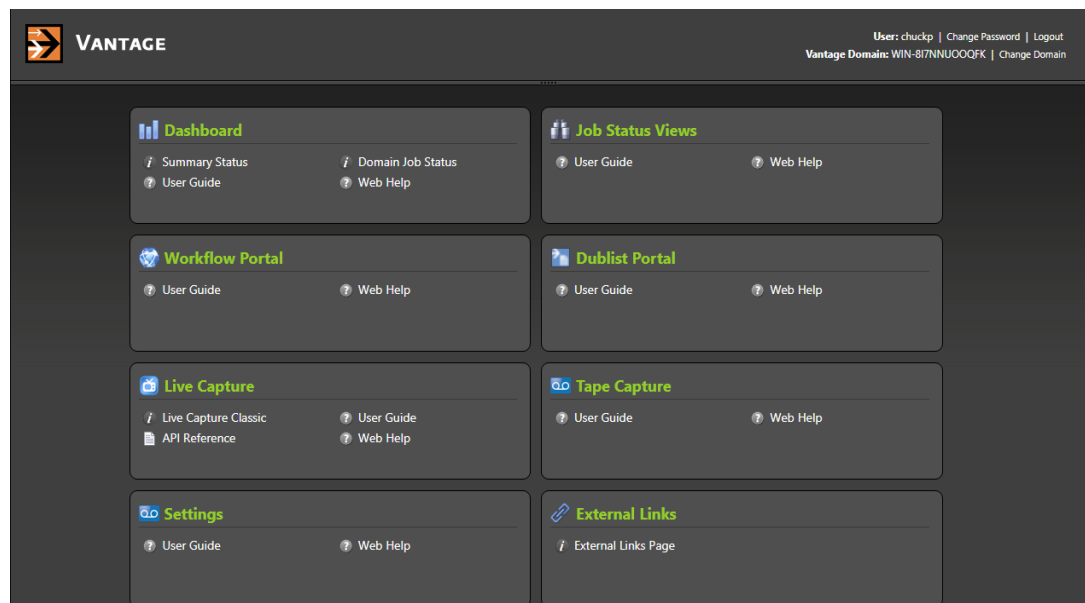 VANTAGE
User: chuckp | Change Password | Logout
Vantage Domain: WIN-8I7NNUOOQFK | Change Domain
Dashboard
Summary Status
Domain Job Status
User Guide
Web Help
Job Status Views
User Guide
Web Help
Workflow Portal
User Guide
Web Help
Dublist Portal
User Guide
Web Help
Live Capture
Live Capture Classic
User Guide
API Reference
Web Help
Tape Capture
User Guide
Web Help
Settings
User Guide
Web Help
External Links
External Links Page